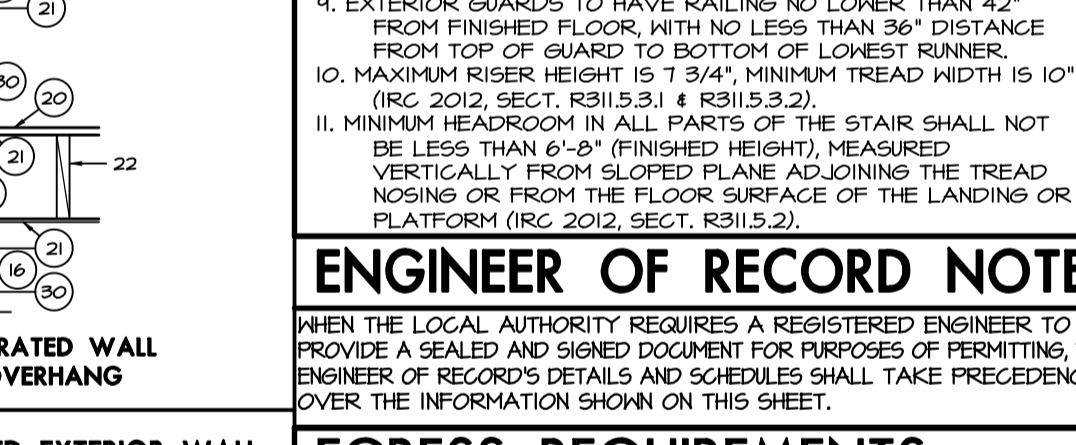 21
30
20
21
22
21
16
30
RATED WALL
OVERHANG
9. EXTERIOR GUARDS TO HAVE RAILING NO LOWER THAN 42"
FROM FINISHED FLOOR, WITH NO LESS THAN 36" DISTANCE
FROM TOP OF GUARD TO BOTTOM OF LOWEST RUNNER.
10. MAXIMUM RISER HEIGHT IS 7 3/4", MINIMUM TREAD WIDTH IS 10"
(IRC 2012, SECT. R311.5.3.1 & R311.5.3.2).
11. MINIMUM HEADROOM IN ALL PARTS OF THE STAIR SHALL NOT
BE LESS THAN 6'-8" (FINISHED HEIGHT), MEASURED
VERTICALLY FROM SLOPED PLANE ADJOINING THE TREAD
NOSING OR FROM THE FLOOR SURFACE OF THE LANDING OR
PLATFORM (IRC 2012, SECT. R311.5.2).
ENGINEER OF RECORD NOTE
WHEN THE LOCAL AUTHORITY REQUIRES A REGISTERED ENGINEER TO
PROVIDE A SEALED AND SIGNED DOCUMENT FOR PURPOSES OF PERMITTING,
ENGINEER OF RECORD'S DETAILS AND SCHEDULES SHALL TAKE PRECEDENC
OVER THE INFORMATION SHOWN ON THIS SHEET.
EXTERIOR WALL
EGRESS REQUIREMENTS